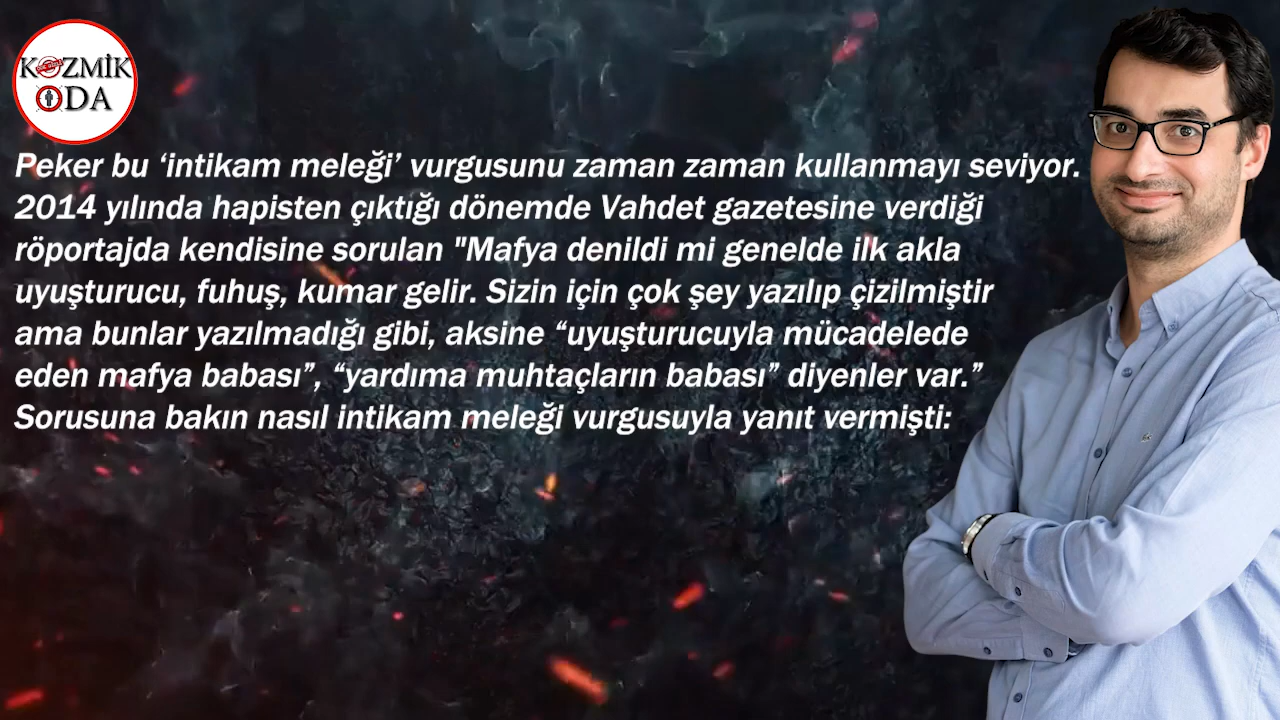 KOZMİK
ODA
Peker bu ‘intikam meleği’ vurgusunu zaman zaman kullanmayı seviyor.
2014 yılında hapisten çıktığı dönemde Vahdet gazetesine verdiği
röportajda kendisine sorulan "Mafya denildi mi genelde ilk akla
uyuşturucu, fuhuş, kumar gelir. Sizin için çok şey yazılıp çizilmiştir
ama bunlar yazılmadığı gibi, aksine “uyuşturucuyla mücadelede
eden mafya babası”, “yardıma muhtaçların babası” diyenler var.”
Sorusuna bakın nasıl intikam meleği vurgusuyla yanıt vermişti: